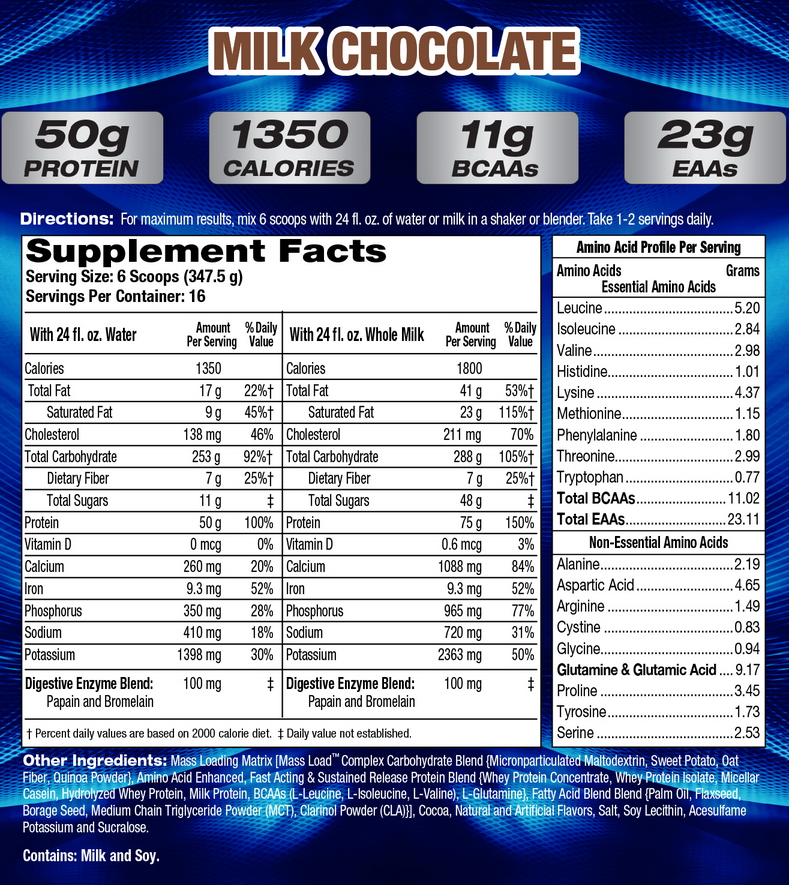 MILK CHOCOLATE
50g PROTEIN
1350 CALORIES
11g BCAAs
23g EAAs
Directions: For maximum results, mix 6 scoops with 24 fl. oz. of water or milk in a shaker or blender. Take 1-2 servings daily.
Supplement Facts
Serving Size: 6 Scoops (347.5 g)
Servings Per Container: 16
With 24 fl. oz. Water Amount Per Serving % Daily Value With 24 fl. oz. Whole Milk Amount Per Serving % Daily Value
Calories 1350 Calories 1800
Total Fat 17 g 22%† Total Fat 41 g 53%†
Saturated Fat 9 g 45%† Saturated Fat 23 g 115%†
Cholesterol 138 mg 46% Cholesterol 211 mg 70%
Total Carbohydrate 253 g 92%† Total Carbohydrate 288 g 105%†
Dietary Fiber 7 g 25%† Dietary Fiber 7 g 25%†
Total Sugars 11 g ‡ Total Sugars 48 g ‡
Protein 50 g 100% Protein 75 g 150%
Vitamin D 0 mcg 0% Vitamin D 0.6 mcg 3%
Calcium 260 mg 20% Calcium 1088 mg 84%
Iron 9.3 mg 52% Iron 9.3 mg 52%
Phosphorus 350 mg 28% Phosphorus 965 mg 77%
Sodium 410 mg 18% Sodium 720 mg 31%
Potassium 1398 mg 30% Potassium 2363 mg 50%
Digestive Enzyme Blend: 100 mg ‡ Digestive Enzyme Blend: 100 mg ‡
Papain and Bromelain Papain and Bromelain
† Percent daily values are based on 2000 calorie diet. ‡ Daily value not established.
Amino Acid Profile Per Serving
Amino Acids Grams
Essential Amino Acids
Leucine 5.20
Isoleucine 2.84
Valine 2.98
Histidine 1.01
Lysine 4.37
Methionine 1.15
Phenylalanine 1.80
Threonine 2.99
Tryptophan 0.77
Total BCAAs 11.02
Total EAAs 23.11
Non-Essential Amino Acids
Alanine 2.19
Aspartic Acid 4.65
Arginine 1.49
Cystine 0.83
Glycine 0.94
Glutamine & Glutamic Acid 9.17
Proline 3.45
Tyrosine 1.73
Serine 2.53
Other Ingredients: Mass Loading Matrix [Mass Load™ Complex Carbohydrate Blend {Micronparticulated Maltodextrin, Sweet Potato, Oat
Fiber, Quinoa Powder}, Amino Acid Enhanced, Fast Acting & Sustained Release Protein Blend {Whey Protein Concentrate, Whey Protein Isolate, Micellar
Casein, Hydrolyzed Whey Protein, Milk Protein, BCAAs (L-Leucine, L-Isoleucine, L-Valine), L-Glutamine}, Fatty Acid Blend Blend {Palm Oil, Flaxseed,
Borage Seed, Medium Chain Triglyceride Powder (MCT), Clarinol Powder (CLA)}], Cocoa, Natural and Artificial Flavors, Salt, Soy Lecithin, Acesulfame
Potassium and Sucralose.
Contains: Milk and Soy.